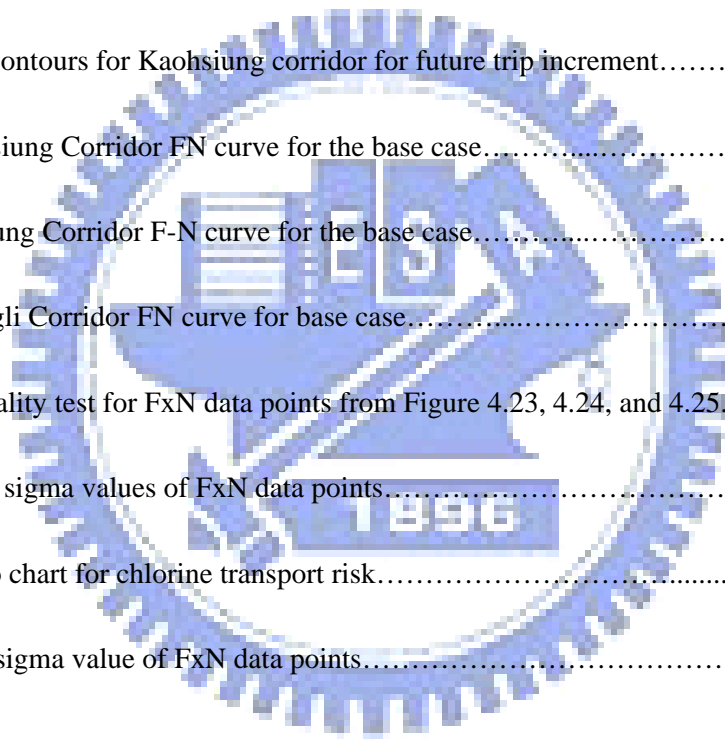 ontours for Kaohsiung corridor for future trip increment……..
iung Corridor FN curve for the base case………...……………
ung Corridor F-N curve for the base case………...……………
gli Corridor FN curve for base case………...…………………
ality test for FxN data points from Figure 4.23, 4.24, and 4.25.
sigma values of FxN data points………………………………
chart for chlorine transport risk…………………………........
sigma value of FxN data points…………………………………
1896